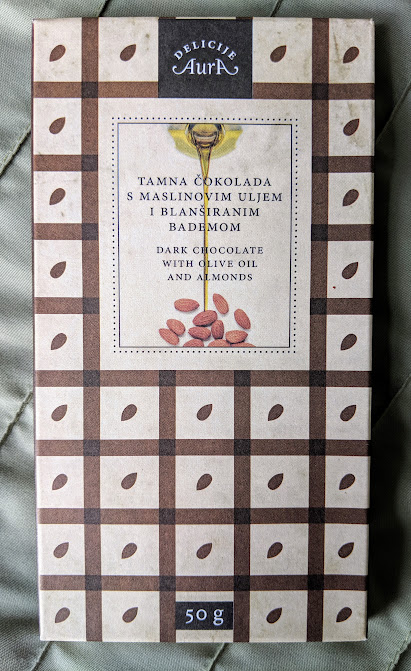 DELICIJE
AurA
TAMNA ČOKOLADA
S MASLINOVIM ULJEM
I BLANŠIRANIM
BADEMOM
DARK CHOCOLATE
WITH OLIVE OIL
AND ALMONDS
50 g